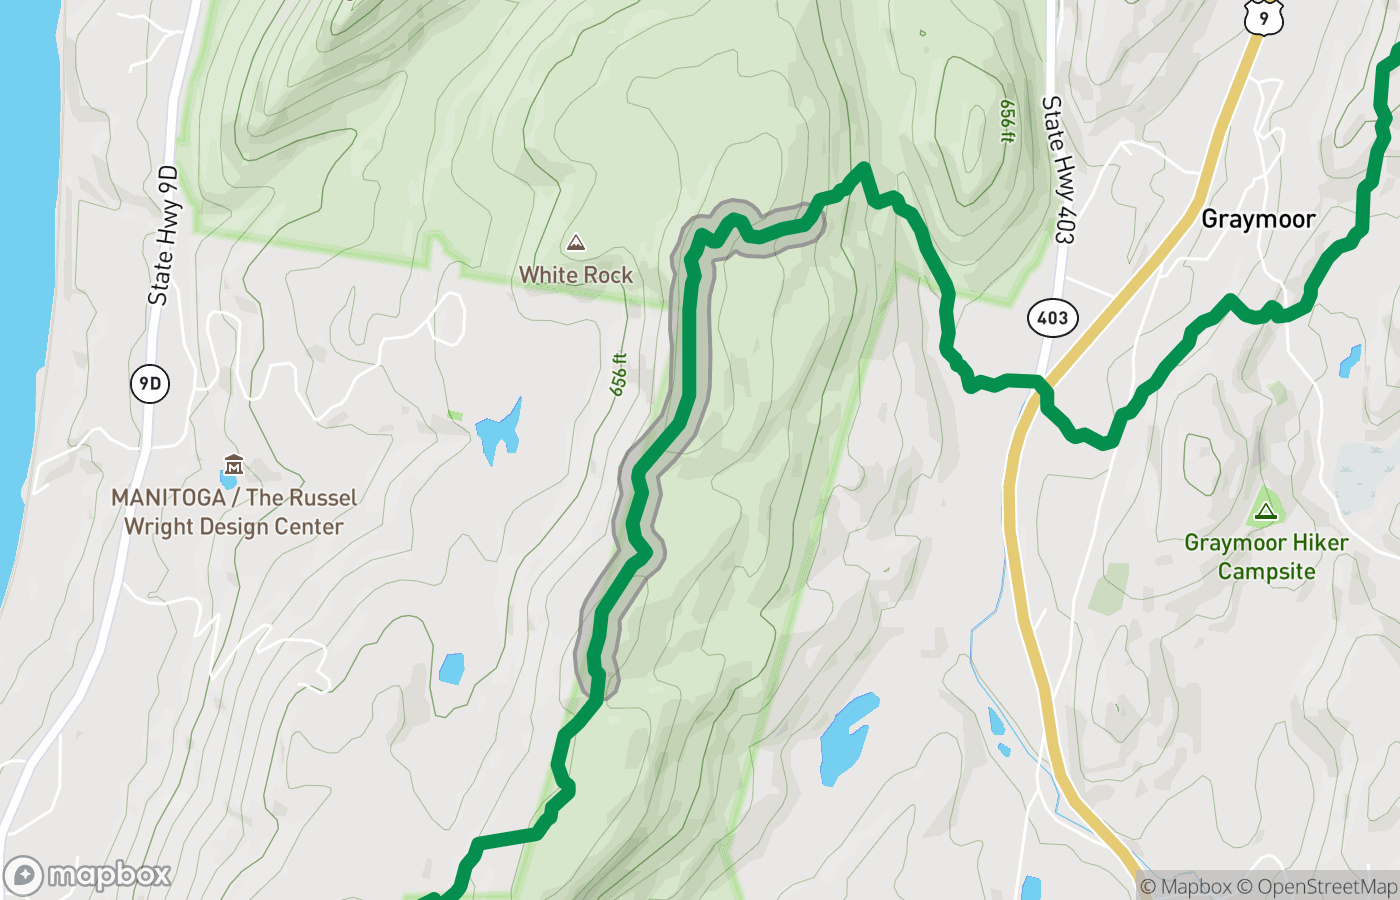 9
656 ft
State Hwy 403
State Hwy 9D
Graymoor
White Rock
403
656 ft
9D
MANITOGA / The Russel
Wright Design Center
Graymoor Hiker
Campsite
mapbox
© Mapbox © OpenStreetMap